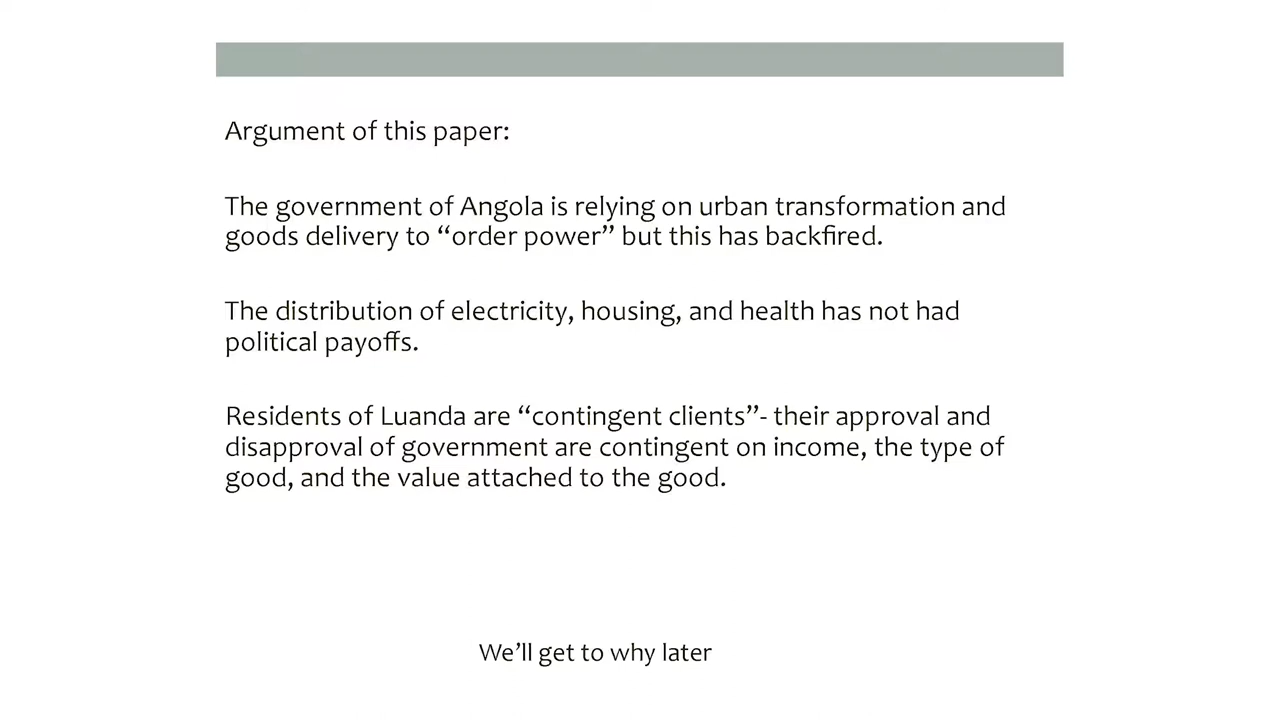 Argument of this paper:
The government of Angola is relying on urban transformation and
goods delivery to “order power” but this has backfired.
The distribution of electricity, housing, and health has not had
political payoffs.
Residents of Luanda are “contingent clients”- their approval and
disapproval of government are contingent on income, the type of
good, and the value attached to the good.
We’ll get to why later